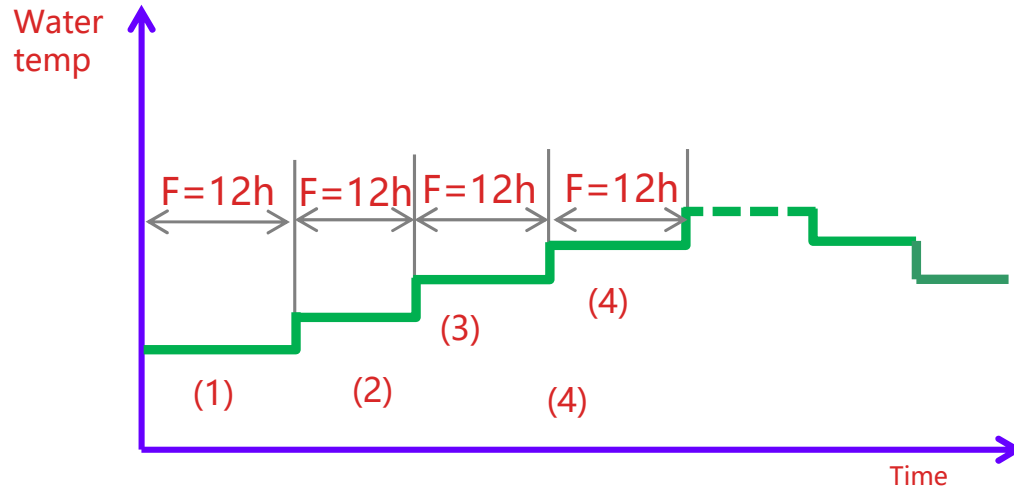 Water
temp
F=12h
F=12h
F=12h
F=12h
(4)
(3)
(1)
(2)
(4)
Time